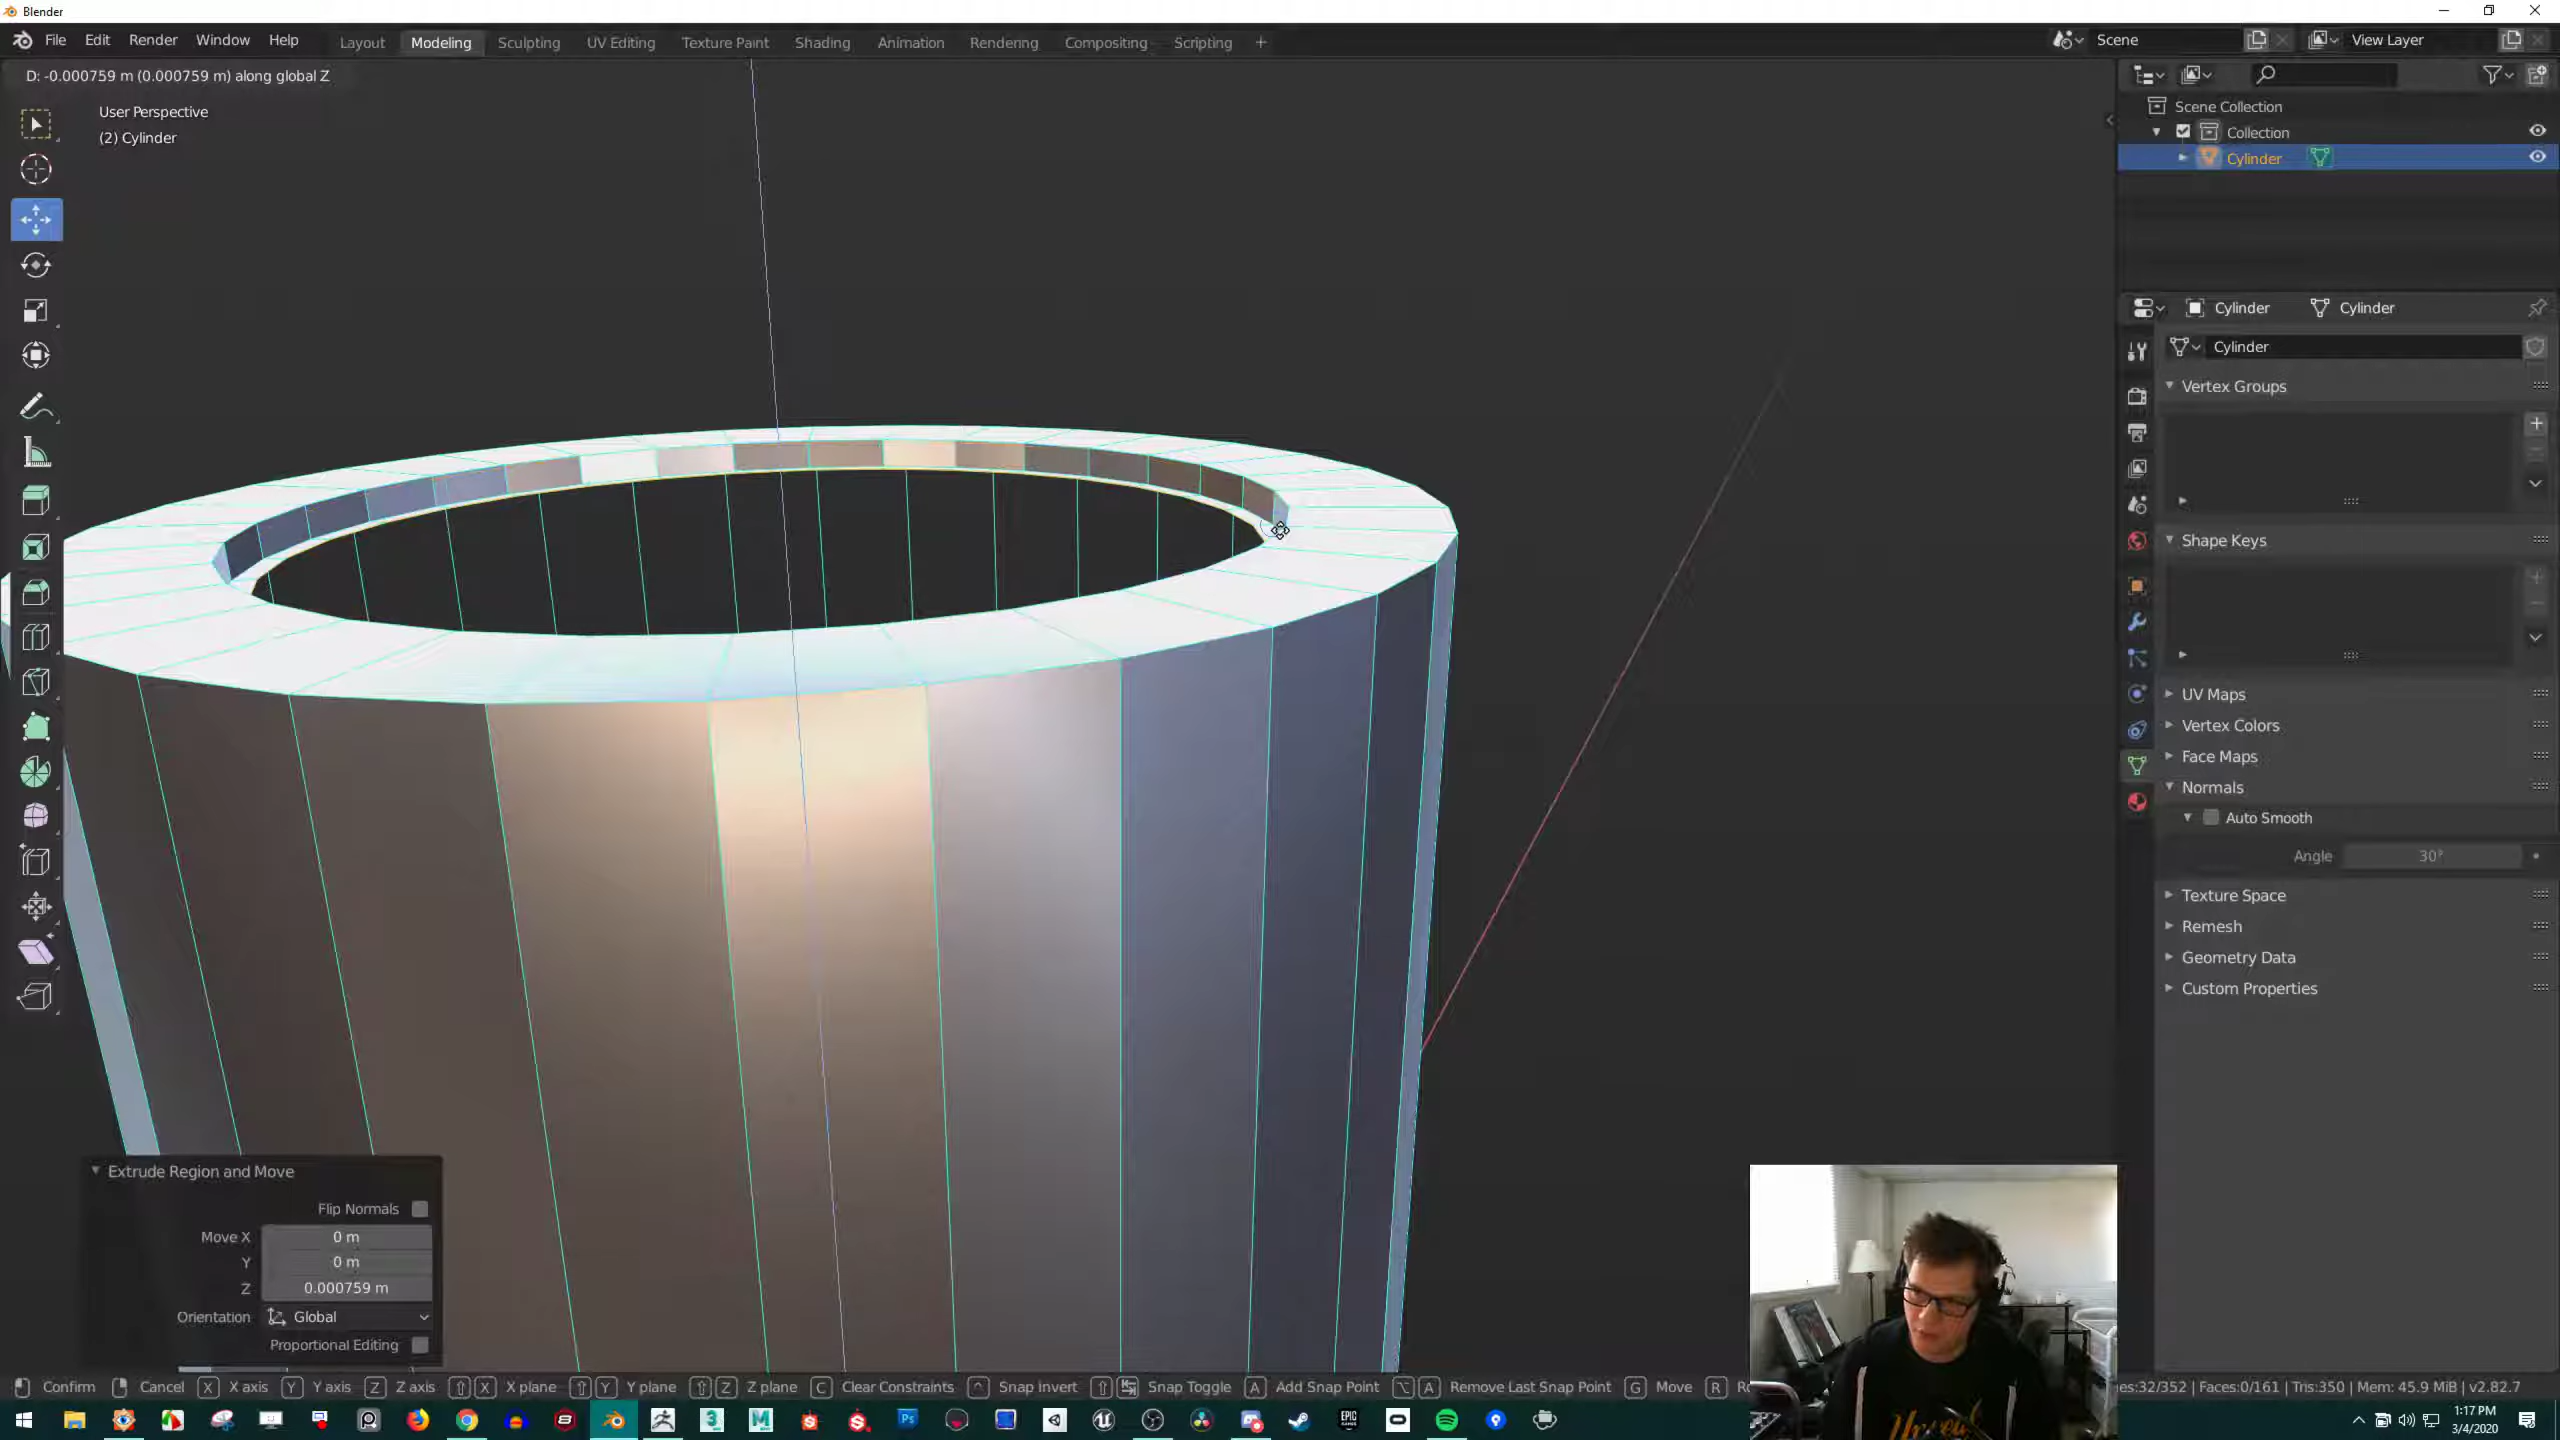 Blender
File Edit Render Window Help Layout Modeling Sculpting UV Editing Texture Paint Shading Animation Rendering Compositing Scripting + Scene View Layer
D: -0.000759 m (0.000759 m) along global Z
User Perspective
(2) Cylinder
Scene Collection
Collection
Cylinder
Cylinder Cylinder
Cylinder
Vertex Groups
Shape Keys
UV Maps
Vertex Colors
Face Maps
Normals
Auto Smooth
Angle 30°
Texture Space
Remesh
Geometry Data
Custom Properties
Extrude Region and Move
Flip Normals
Move X 0 m
Y 0 m
Z 0.000759 m
Orientation Global
Proportional Editing
Confirm Cancel X X axis Y Y axis Z Z axis X X plane Y Y plane Z Z plane C Clear Constraints Snap Invert Snap Toggle A Add Snap Point A Remove Last Snap Point G Move R
es:32/352 | Faces:0/161 | Tris:350 | Mem: 45.9 MiB | v2.82.7
1:17 PM
3/4/2020